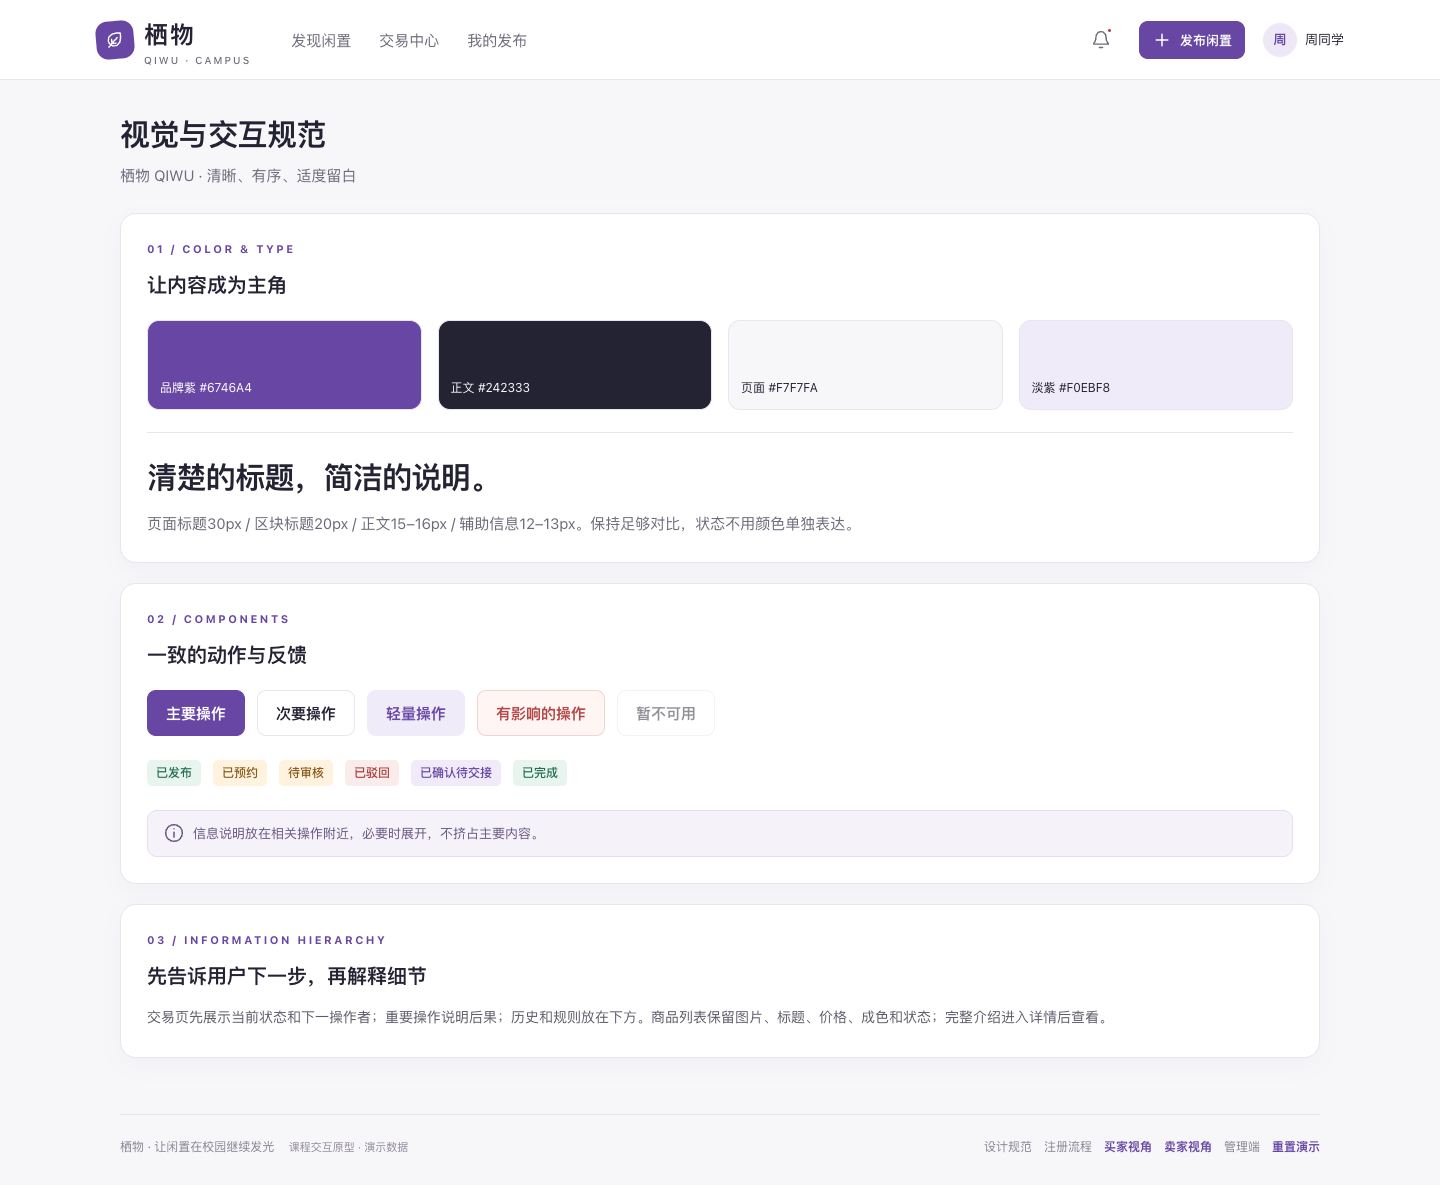 栖物
QIWU · CAMPUS
发现闲置
交易中心
我的发布
发布闲置
周
周同学
视觉与交互规范
栖物 QIWU · 清晰、有序、适度留白
01 / COLOR & TYPE
让内容成为主角
品牌紫 #6746A4
正文 #242333
页面 #F7F7FA
淡紫 #F0EBF8
清楚的标题，简洁的说明。
页面标题30px / 区块标题20px / 正文15–16px / 辅助信息12–13px。保持足够对比，状态不用颜色单独表达。
02 / COMPONENTS
一致的动作与反馈
主要操作
次要操作
轻量操作
有影响的操作
暂不可用
已发布
已预约
待审核
已驳回
已确认待交接
已完成
信息说明放在相关操作附近，必要时展开，不挤占主要内容。
03 / INFORMATION HIERARCHY
先告诉用户下一步，再解释细节
交易页先展示当前状态和下一操作者；重要操作说明后果；历史和规则放在下方。商品列表保留图片、标题、价格、成色和状态；完整介绍进入详情后查看。
栖物 · 让闲置在校园继续发光
课程交互原型 · 演示数据
设计规范
注册流程
买家视角
卖家视角
管理端
重置演示